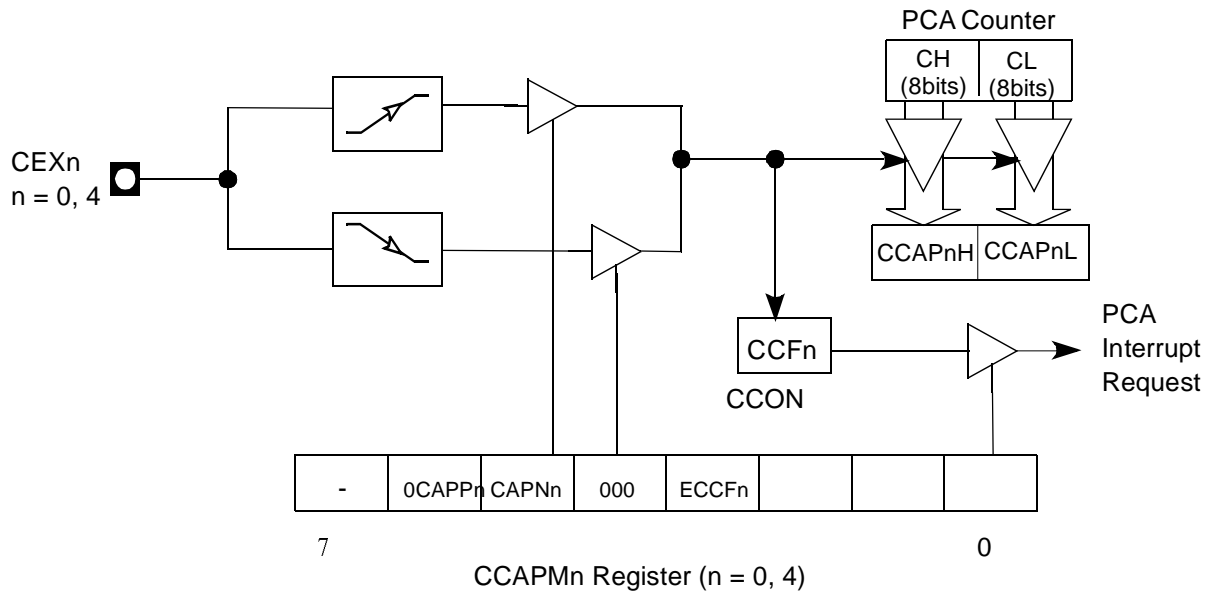 PCA Counter
CH
(8bits)
CL
(8bits)
CEXn
n = 0, 4
CCAPnH
CCAPnL
CCFn
CCON
PCA
Interrupt
Request
-
0CAPPn
CAPNn
000
ECCFn
7
0
CCAPMn Register (n = 0, 4)